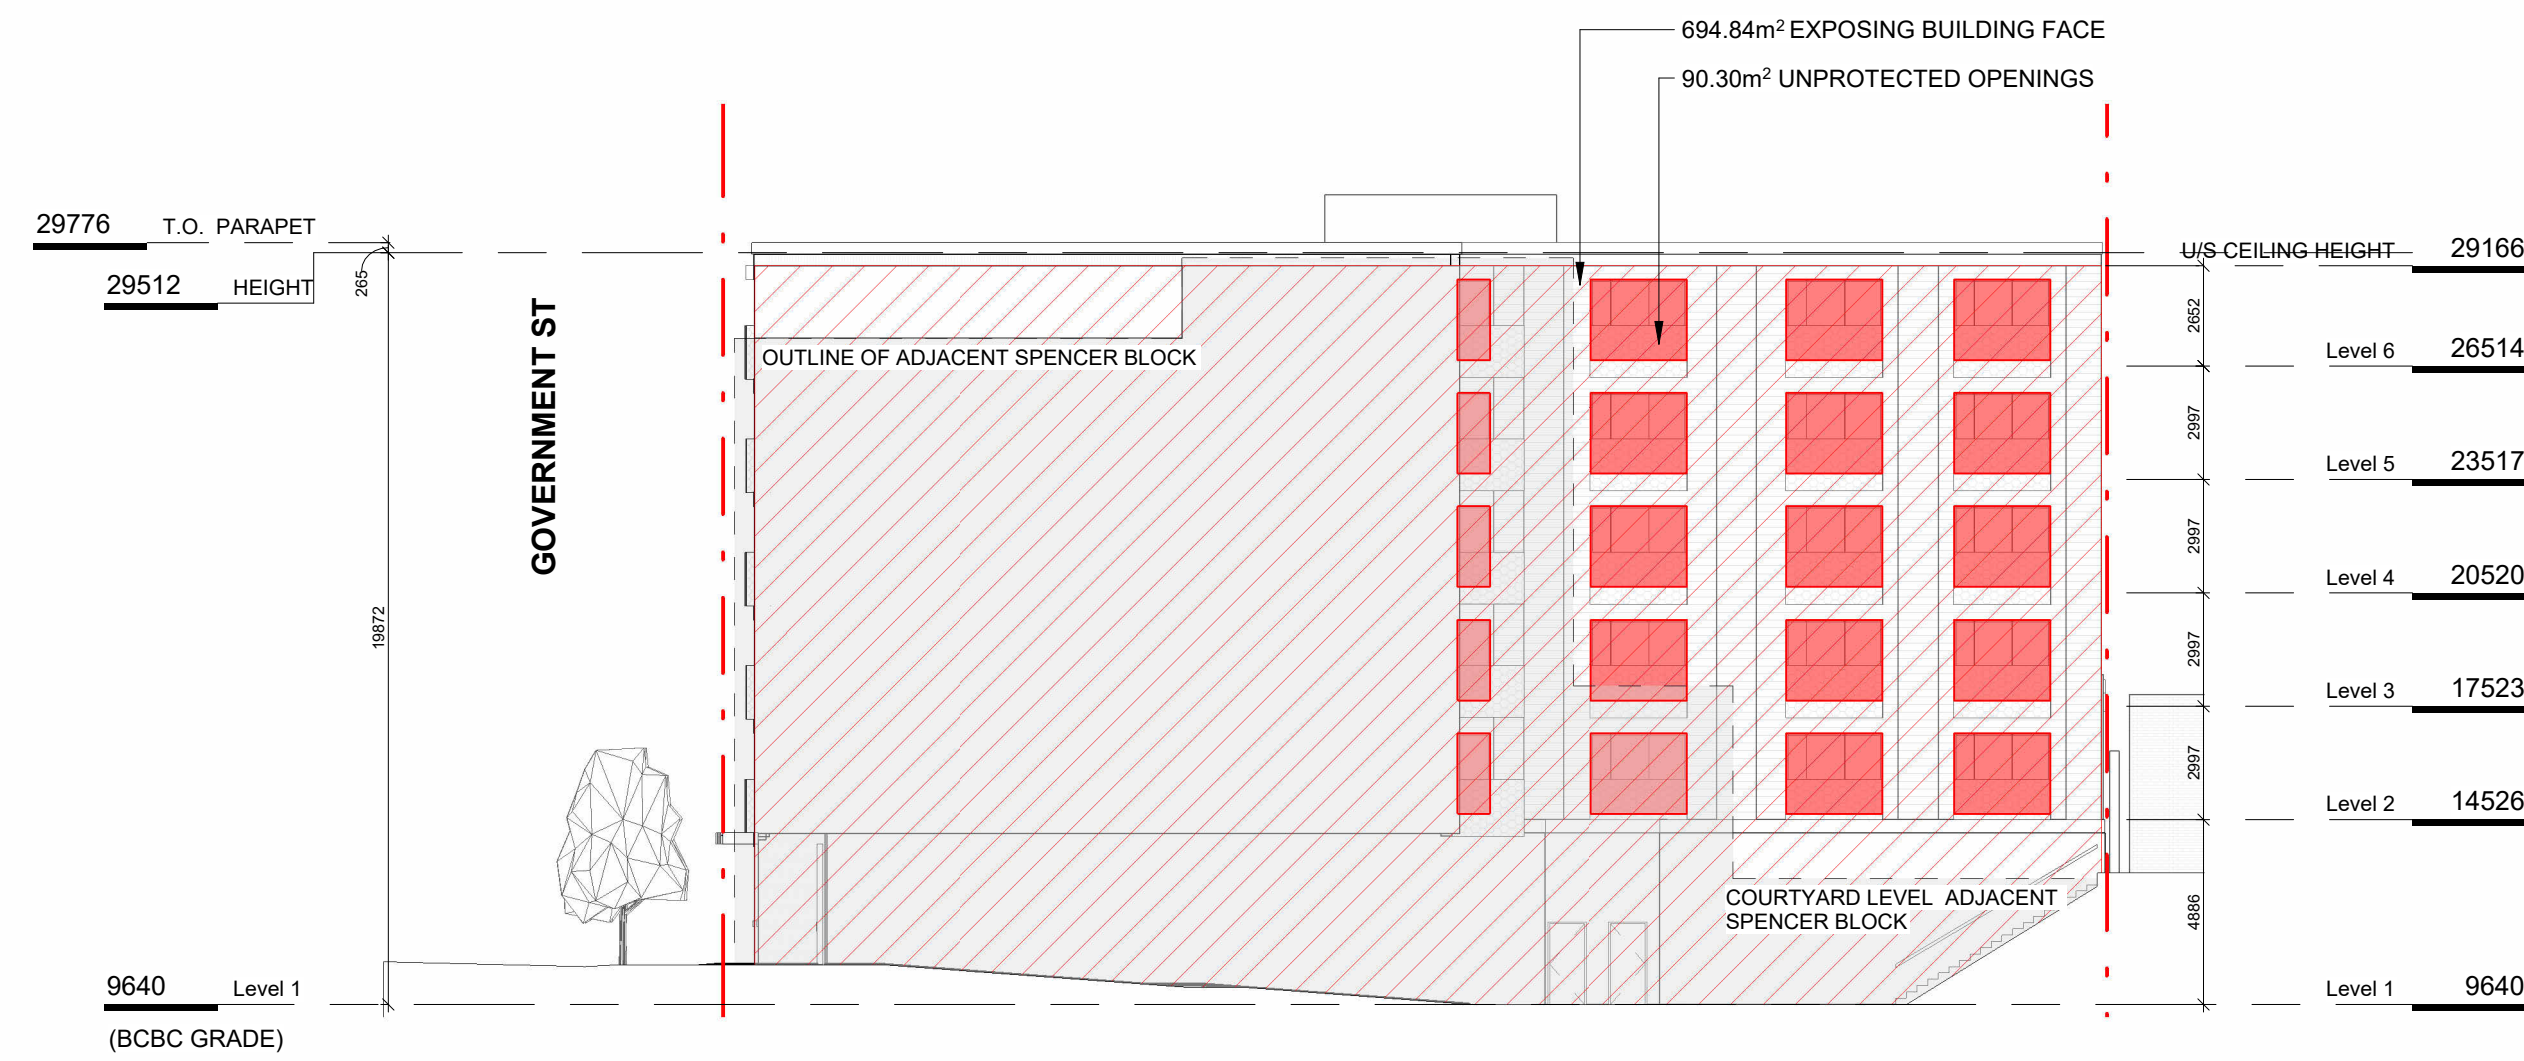 694.84m² EXPOSING BUILDING FACE
90.30m² UNPROTECTED OPENINGS
29776 T.O. PARAPET
29512 HEIGHT
265
19872
GOVERNMENT ST
OUTLINE OF ADJACENT SPENCER BLOCK
COURTYARD LEVEL ADJACENT
SPENCER BLOCK
9640 Level 1
(BCBC GRADE)
U/S CEILING HEIGHT 29166
2652
Level 6 26514
2997
Level 5 23517
2997
Level 4 20520
2997
Level 3 17523
2997
Level 2 14526
4886
Level 1 9640